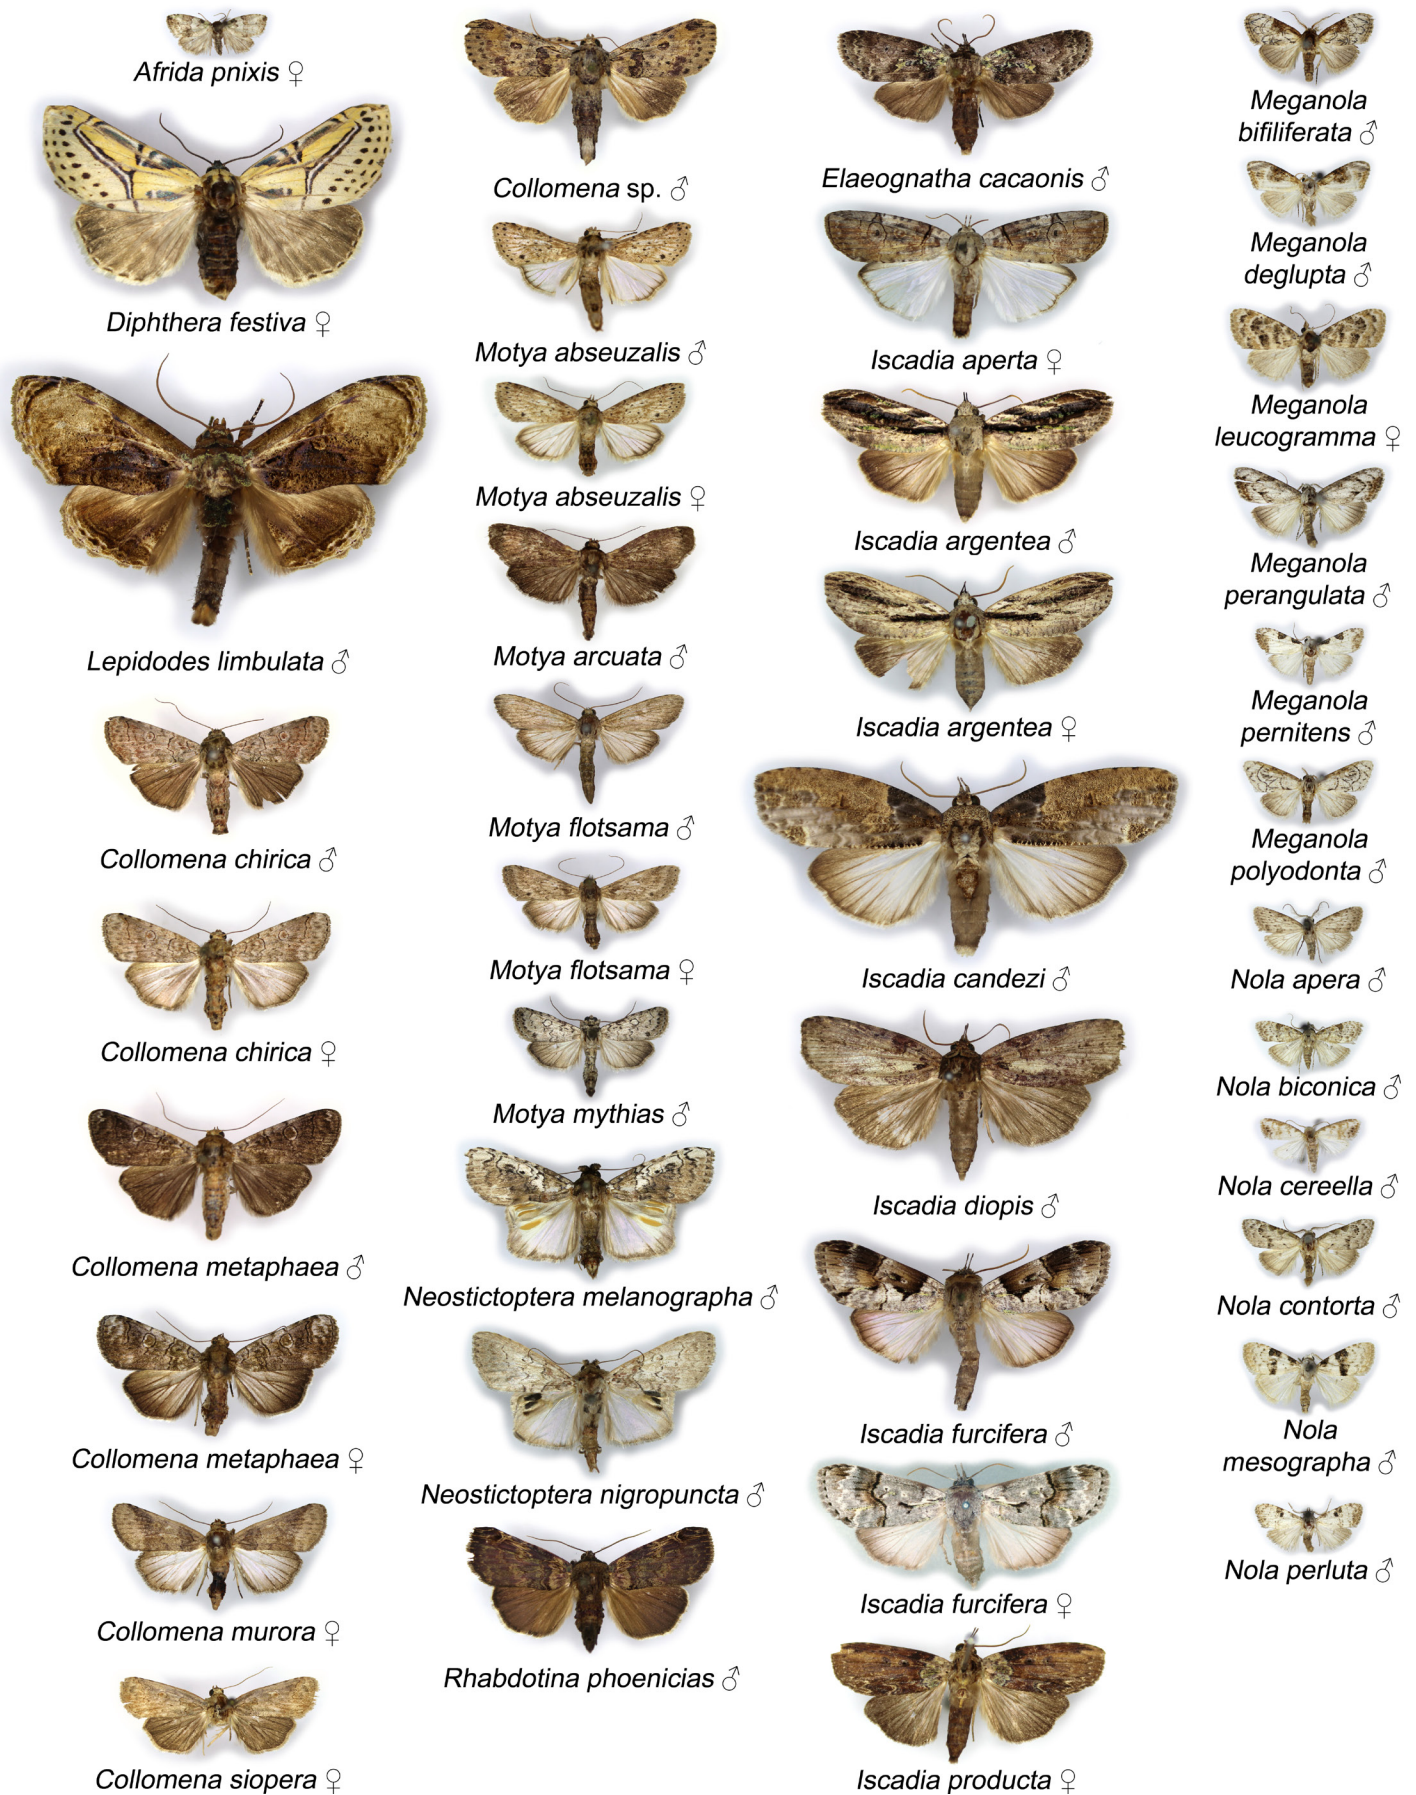 Afrida pnixis ♀
Diphthera festiva ♀
Lepidodes limbulata ♂
Collomena chirica ♂
Collomena chirica ♀
Collomena metaphaea ♂
Collomena metaphaea ♀
Collomena murora ♀
Collomena siopera ♀
Collomena sp. ♂
Motya abseuzalis ♂
Motya abseuzalis ♀
Motya arcuata ♂
Motya flotsama ♂
Motya flotsama ♀
Motya mythias ♂
Neostictoptera melanographa ♂
Neostictoptera nigropuncta ♂
Rhabdotina phoenicias ♂
Elaeognatha cacaonis ♂
Iscadia aperta ♀
Iscadia argentea ♂
Iscadia argentea ♀
Iscadia candezi ♂
Iscadia diopis ♂
Iscadia furcifera ♂
Iscadia furcifera ♀
Iscadia producta ♀
Meganola
bifiliferata ♂
Meganola
deglupta ♂
Meganola
leucogramma ♀
Meganola
perangulata ♂
Meganola
pernitens ♂
Meganola
polyodonta ♂
Nola apera ♂
Nola biconica ♂
Nola cereella ♂
Nola contorta ♂
Nola
mesographa ♂
Nola perluta ♂